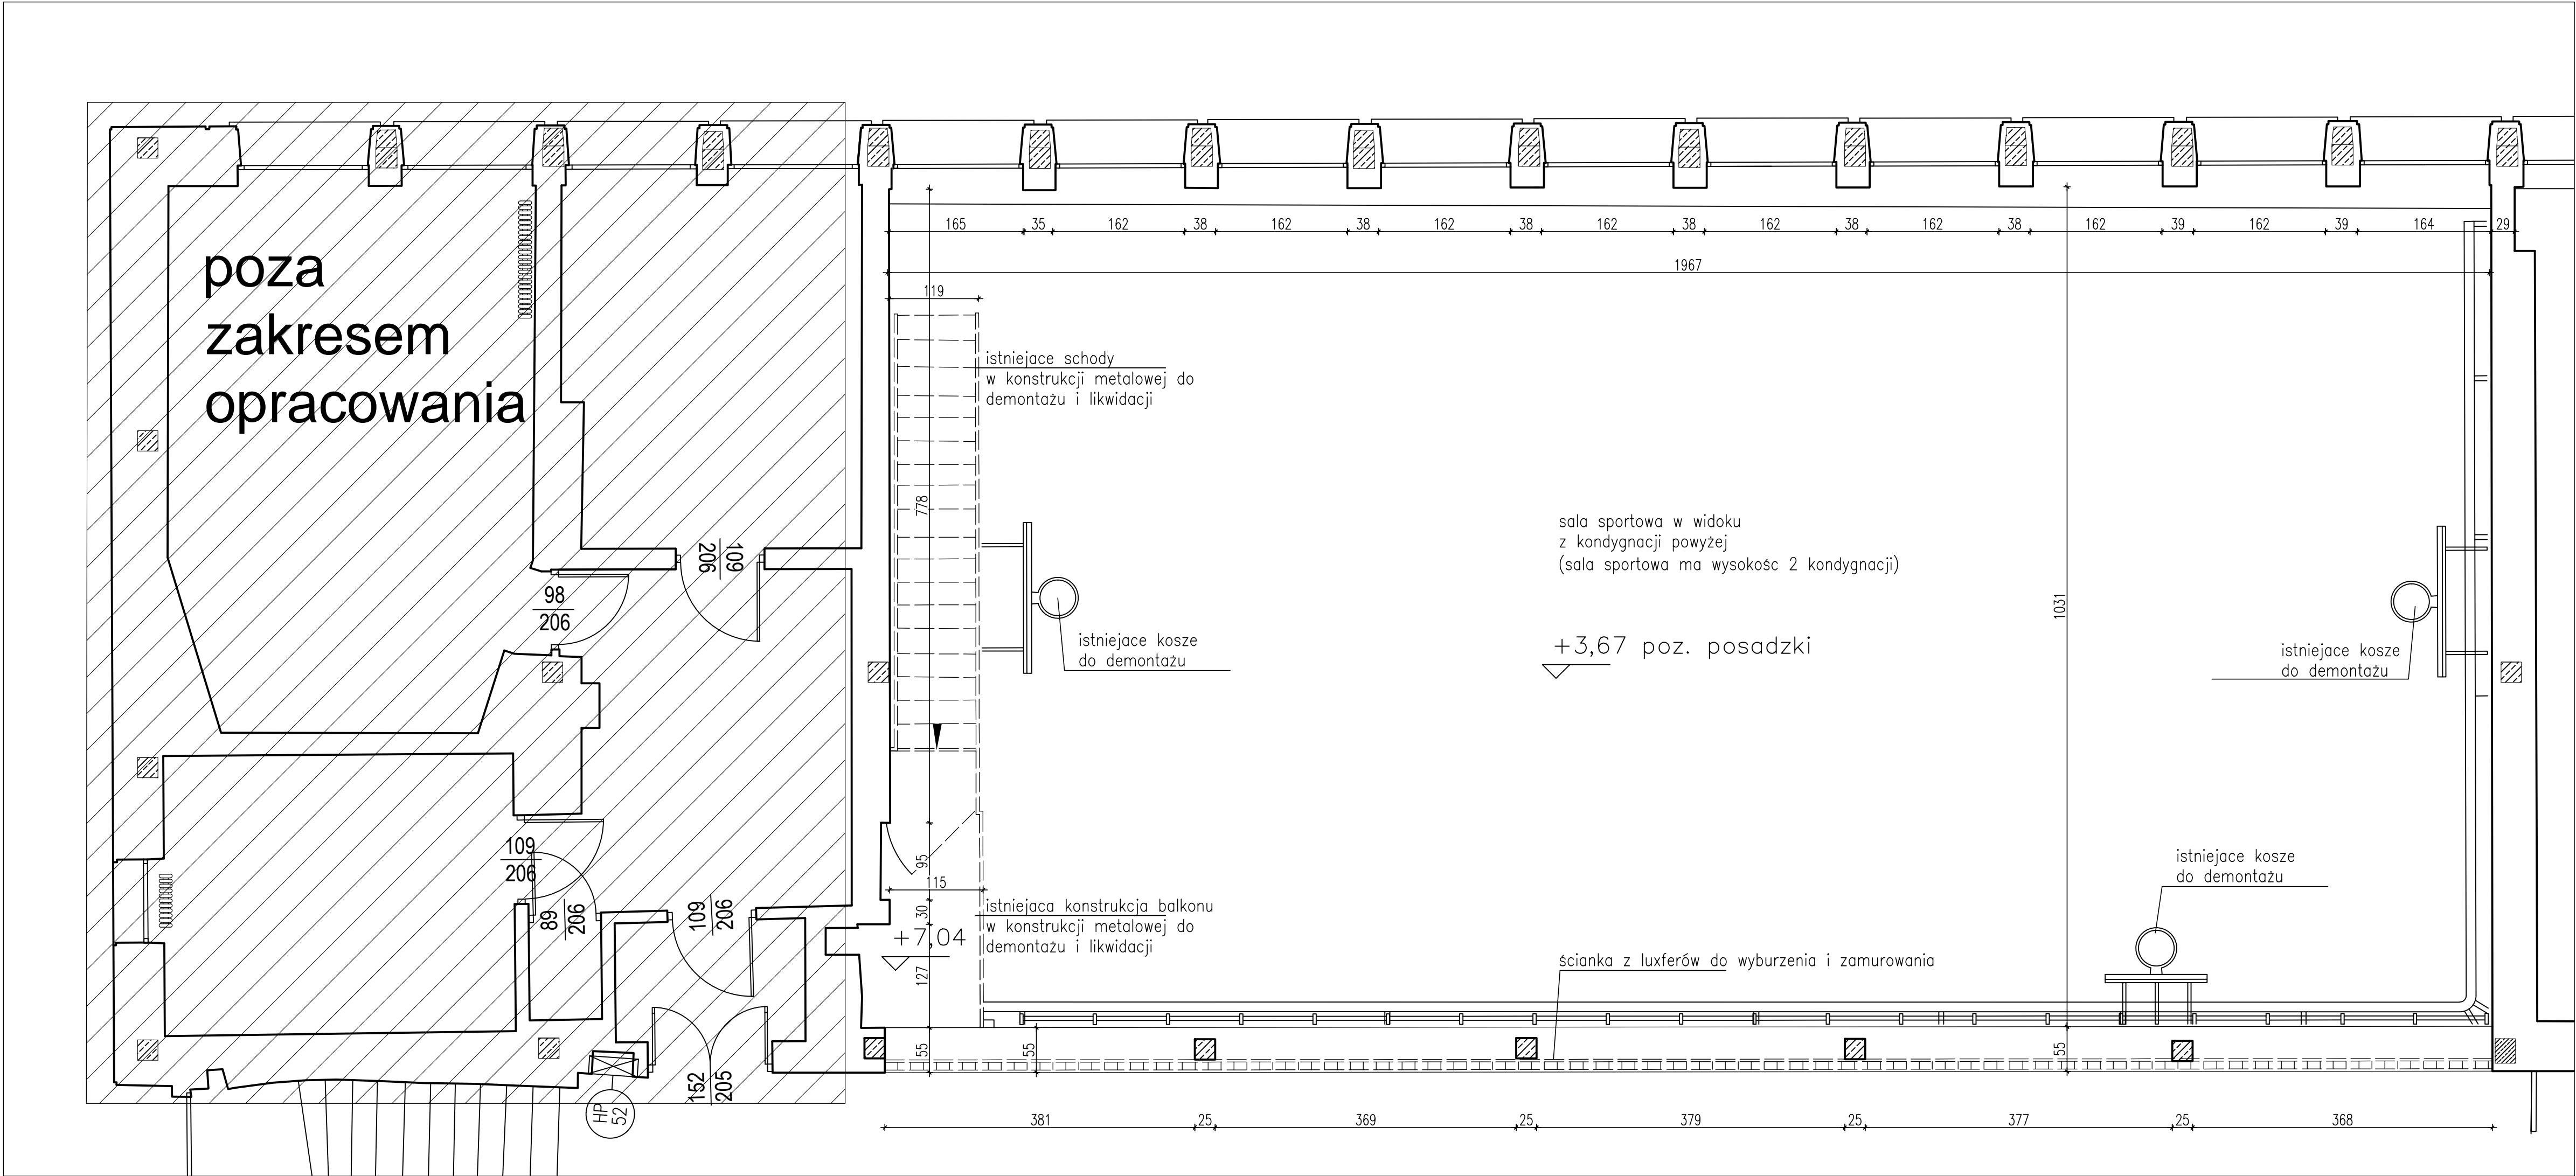 poza
zakresem
opracowania
165 35 162 38 162 38 162 38 162 38 162 38 162 38 162 39 162 39 164 29
1967
119
istniejace schody
w konstrukcji metalowej do
demontażu i likwidacji
778
sala sportowa w widoku
z kondygnacji powyżej
(sala sportowa ma wysokośc 2 kondygnacji)
109
206
98
206
1031
istniejace kosze
do demontażu
+3,67 poz. posadzki
istniejace kosze
do demontażu
109
206
95
istniejace kosze
do demontażu
115
89
206
109
206
30
istniejaca konstrukcja balkonu
w konstrukcji metalowej do
demontażu i likwidacji
+7,04
127
ścianka z luxferów do wyburzenia i zamurowania
55
55
55
152
205
HP
52
381 25 369 25 379 25 377 25 368